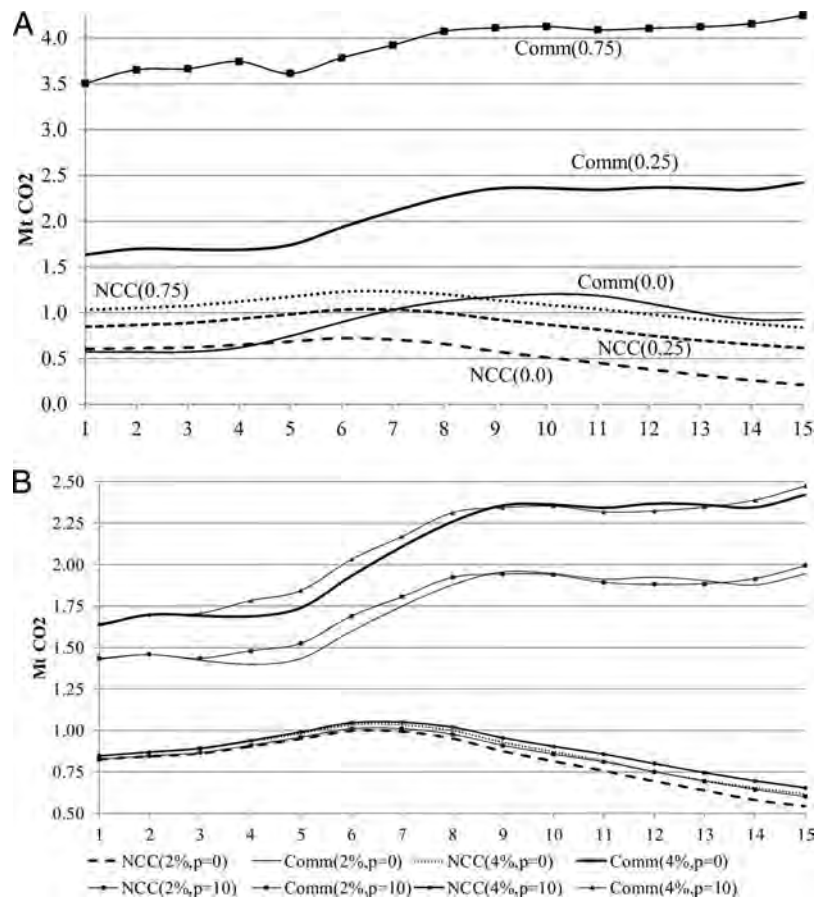 A
4.0
3.5
3.0
2.5
2.0
1.5
1.0
0.5
0.0
Mt CO2
Comm(0.75)
Comm(0.25)
NCC(0.75)
Comm(0.0)
NCC(0.25)
NCC(0.0)
1 2 3 4 5 6 7 8 9 10 11 12 13 14 15
B
2.50
2.25
2.00
1.75
1.50
1.25
1.00
0.75
0.50
Mt CO2
1 2 3 4 5 6 7 8 9 10 11 12 13 14 15
NCC(2%,p=0) Comm(2%,p=0) NCC(4%,p=0) Comm(4%,p=0)
NCC(2%,p=10) Comm(2%,p=10) NCC(4%,p=10) Comm(4%,p=10)